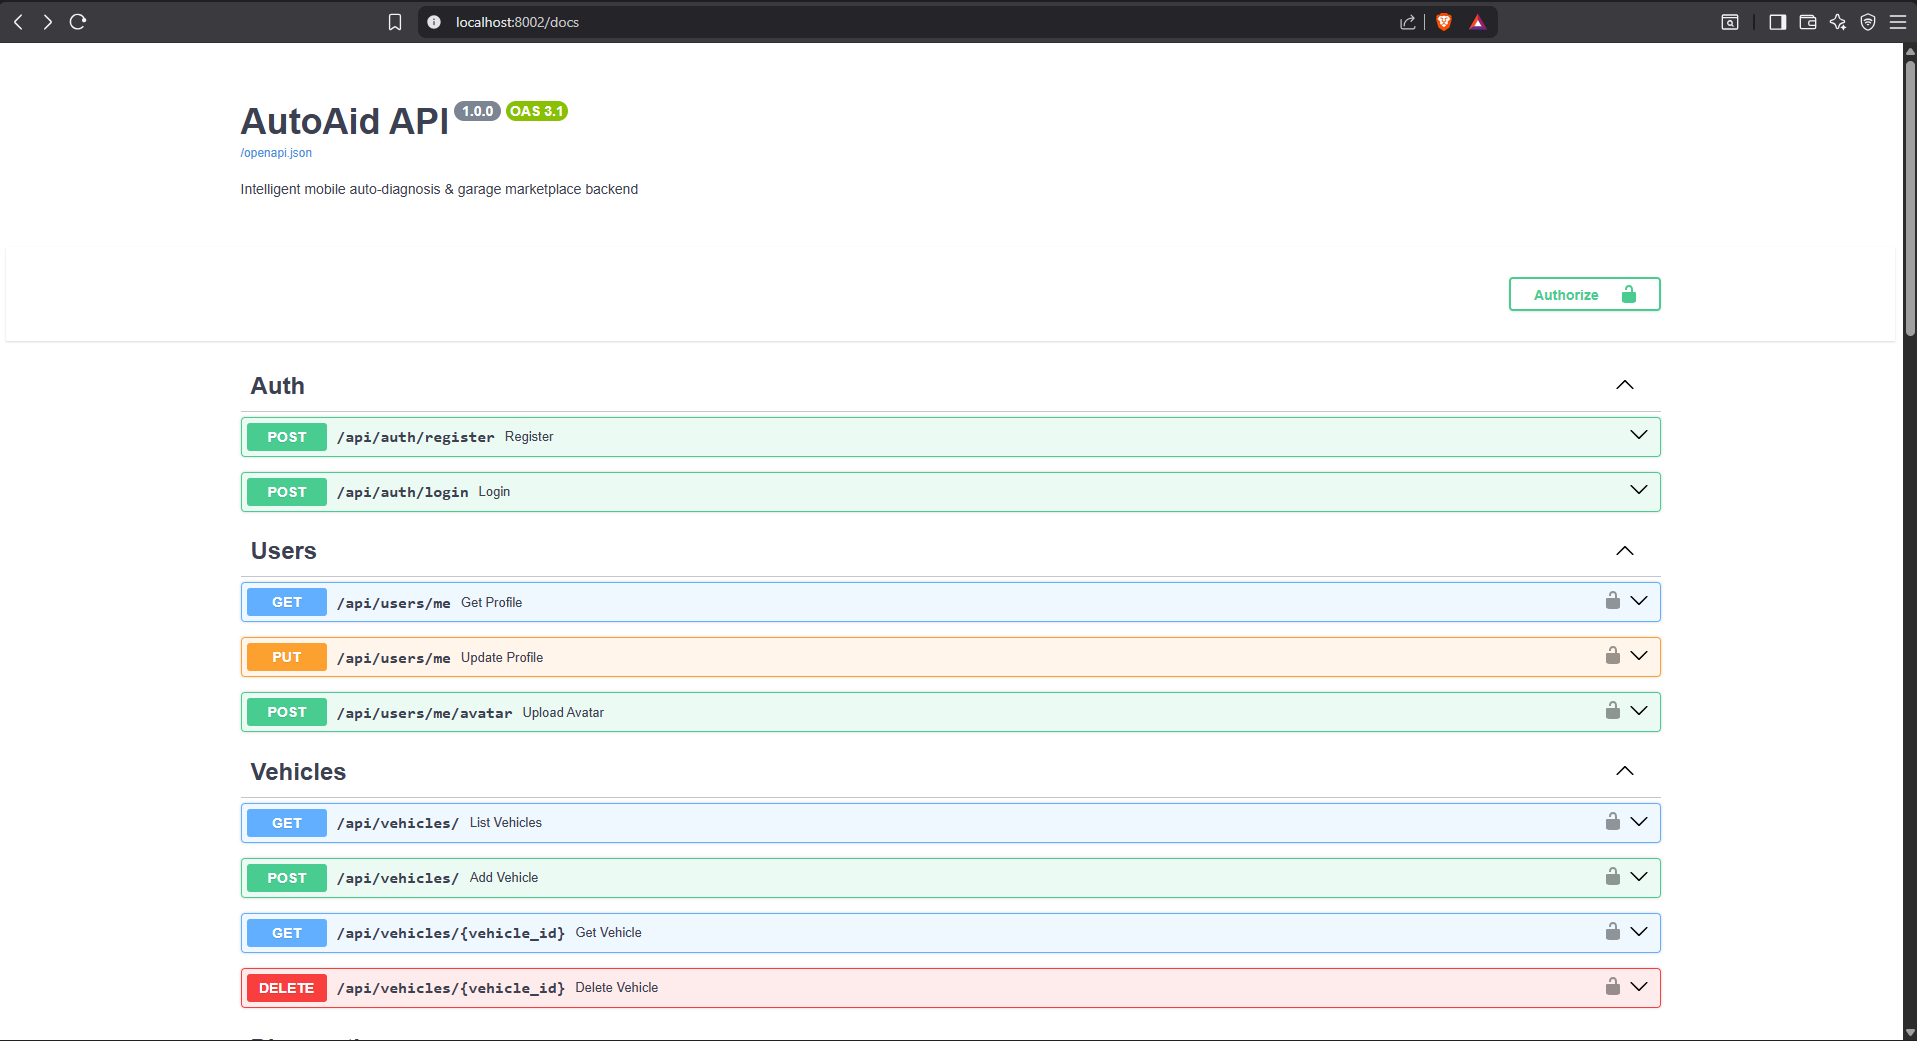 localhost:8002/docs
AutoAid API 1.0.0 OAS 3.1
/openapi.json
Intelligent mobile auto-diagnosis & garage marketplace backend
Authorize
Auth
POST /api/auth/register Register
POST /api/auth/login Login
Users
GET /api/users/me Get Profile
PUT /api/users/me Update Profile
POST /api/users/me/avatar Upload Avatar
Vehicles
GET /api/vehicles/ List Vehicles
POST /api/vehicles/ Add Vehicle
GET /api/vehicles/{vehicle_id} Get Vehicle
DELETE /api/vehicles/{vehicle_id} Delete Vehicle